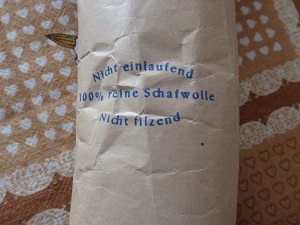 Nicht einlaufend
100% reine Schafwolle
Nicht filzend